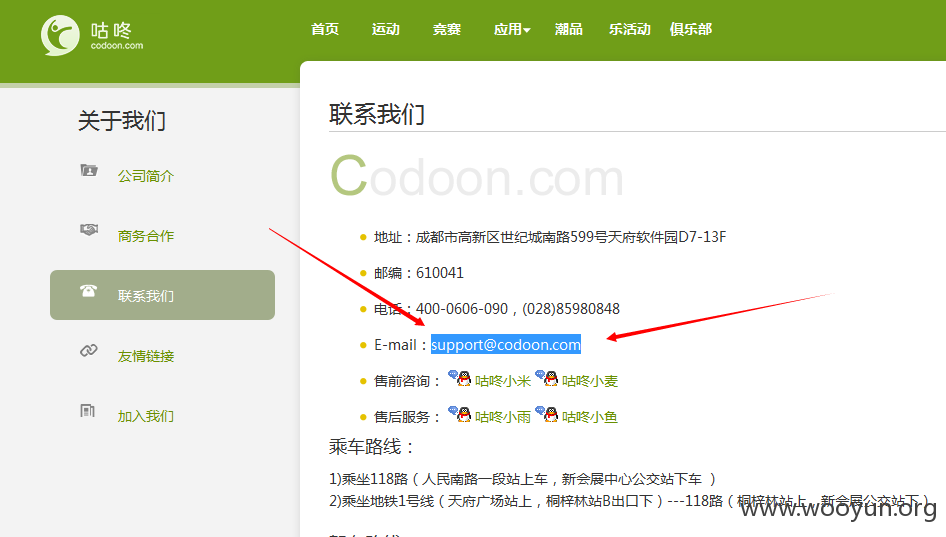 咕咚
codoon.com
首页 运动 竞赛 应用 潮品 乐活动 俱乐部
关于我们
公司简介
商务合作
联系我们
友情链接
加入我们
联系我们
Codoon.com
地址：成都市高新区世纪城南路599号天府软件园D7-13F
邮编：610041
电话：400-0606-090，(028)85980848
E-mail：support@codoon.com
售前咨询： 咕咚小米 咕咚小麦
售后服务： 咕咚小雨 咕咚小鱼
乘车路线：
1)乘坐118路（人民南路一段站上车，新会展中心公交站下车 ）
2)乘坐地铁1号线（天府广场站上，桐梓林站B出口下）---118路（桐梓林站上，新会展公交站下 ）
www.wooyun.org